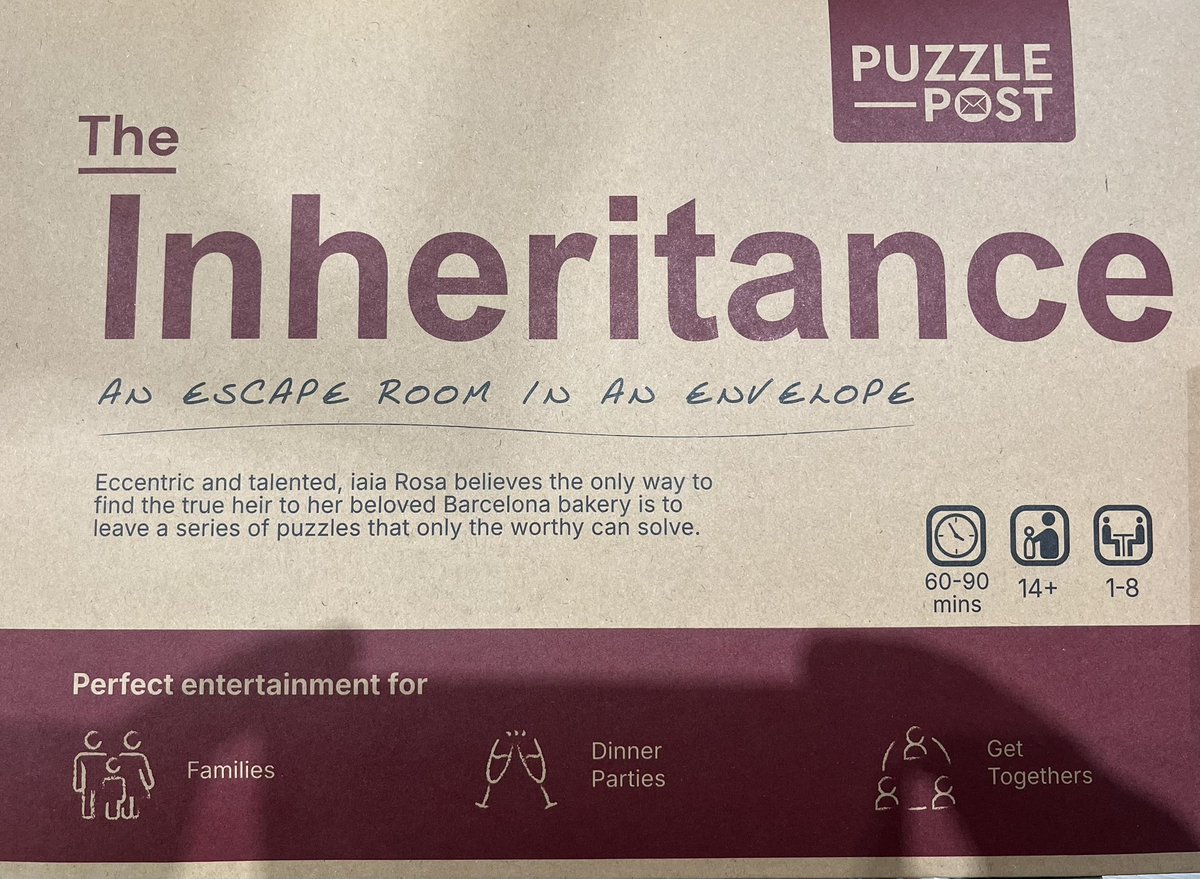 PUZZLE
POST
The
Inheritance
AN ESCAPE ROOM IN AN ENVELOPE
Eccentric and talented, iaia Rosa believes the only way to
find the true heir to her beloved Barcelona bakery is to
leave a series of puzzles that only the worthy can solve.
60-90
mins
14+
1-8
Perfect entertainment for
Families
Dinner
Parties
Get
Togethers